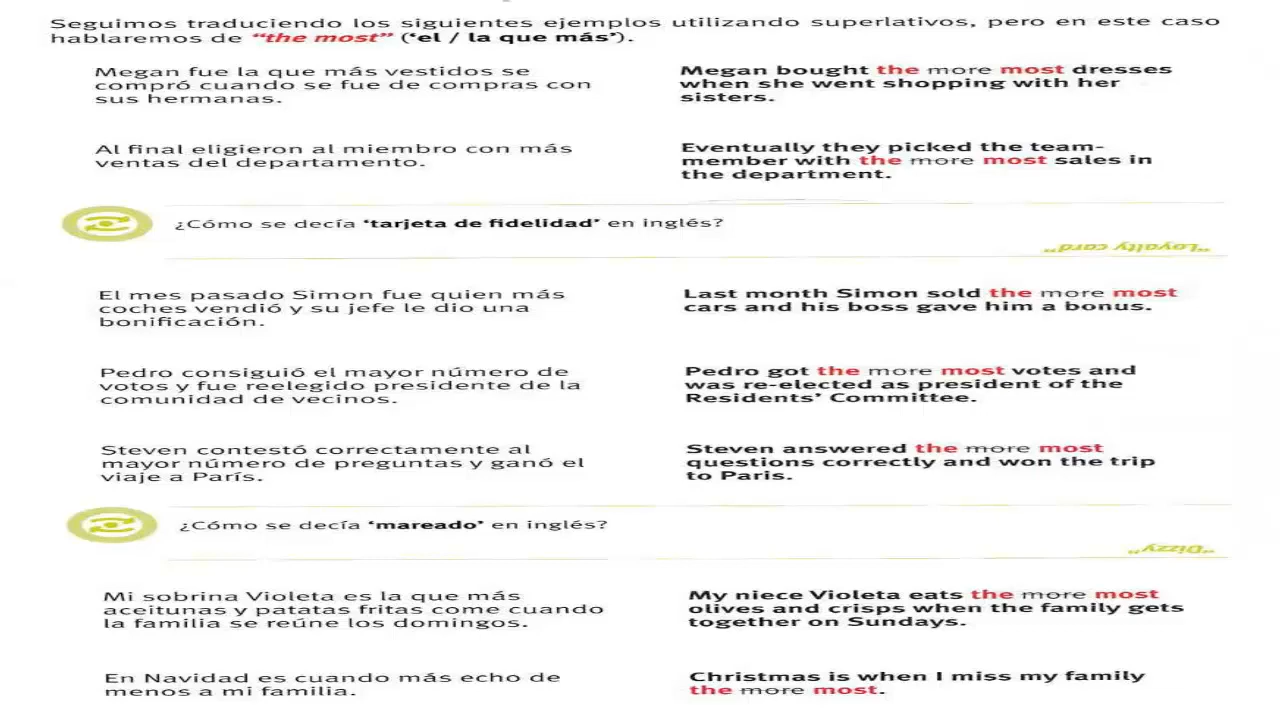 Seguimos traduciendo los siguientes ejemplos utilizando superlativos, pero en este caso
hablaremos de "the most" ('el / la que más').
Megan fue la que más vestidos se
compró cuando se fue de compras con
sus hermanas.
Megan bought the more most dresses
when she went shopping with her
sisters.
Al final eligieron al miembro con más
ventas del departamento.
Eventually they picked the team-
member with the more most sales in
the department.
¿Cómo se decía 'tarjeta de fidelidad' en inglés?
"Loyalty card"
El mes pasado Simon fue quien más
coches vendió y su jefe le dio una
bonificación.
Last month Simon sold the more most
cars and his boss gave him a bonus.
Pedro consiguió el mayor número de
votos y fue reelegido presidente de la
comunidad de vecinos.
Pedro got the more most votes and
was re-elected as president of the
Residents' Committee.
Steven contestó correctamente al
mayor número de preguntas y ganó el
viaje a París.
Steven answered the more most
questions correctly and won the trip
to Paris.
¿Cómo se decía 'mareado' en inglés?
"Dizzy"
Mi sobrina Violeta es la que más
aceitunas y patatas fritas come cuando
la familia se reúne los domingos.
My niece Violeta eats the more most
olives and crisps when the family gets
together on Sundays.
En Navidad es cuando más echo de
menos a mi familia.
Christmas is when I miss my family
the more most.